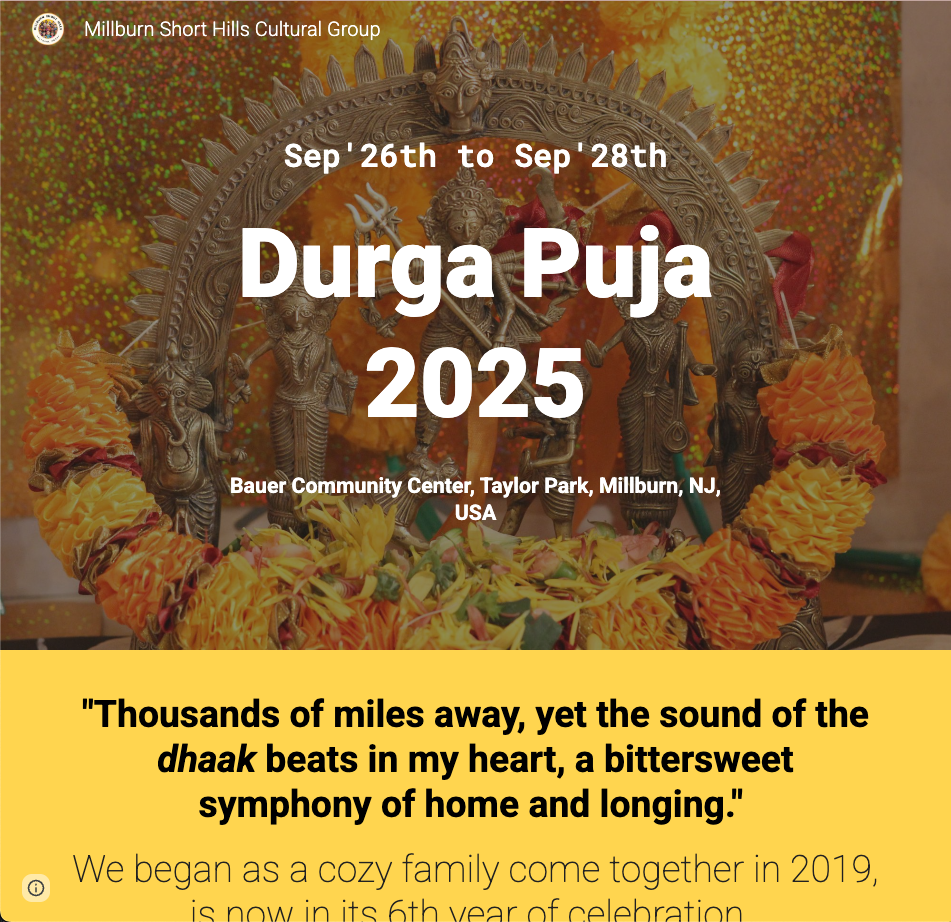 Millburn Short Hills Cultural Group
Sep'26th to Sep'28th
Durga Puja
2025
Bauer Community Center, Taylor Park, Millburn, NJ,
USA
"Thousands of miles away, yet the sound of the
dhaak beats in my heart, a bittersweet
symphony of home and longing."
We began as a cozy family come together in 2019,
is now in its 6th year of celebration